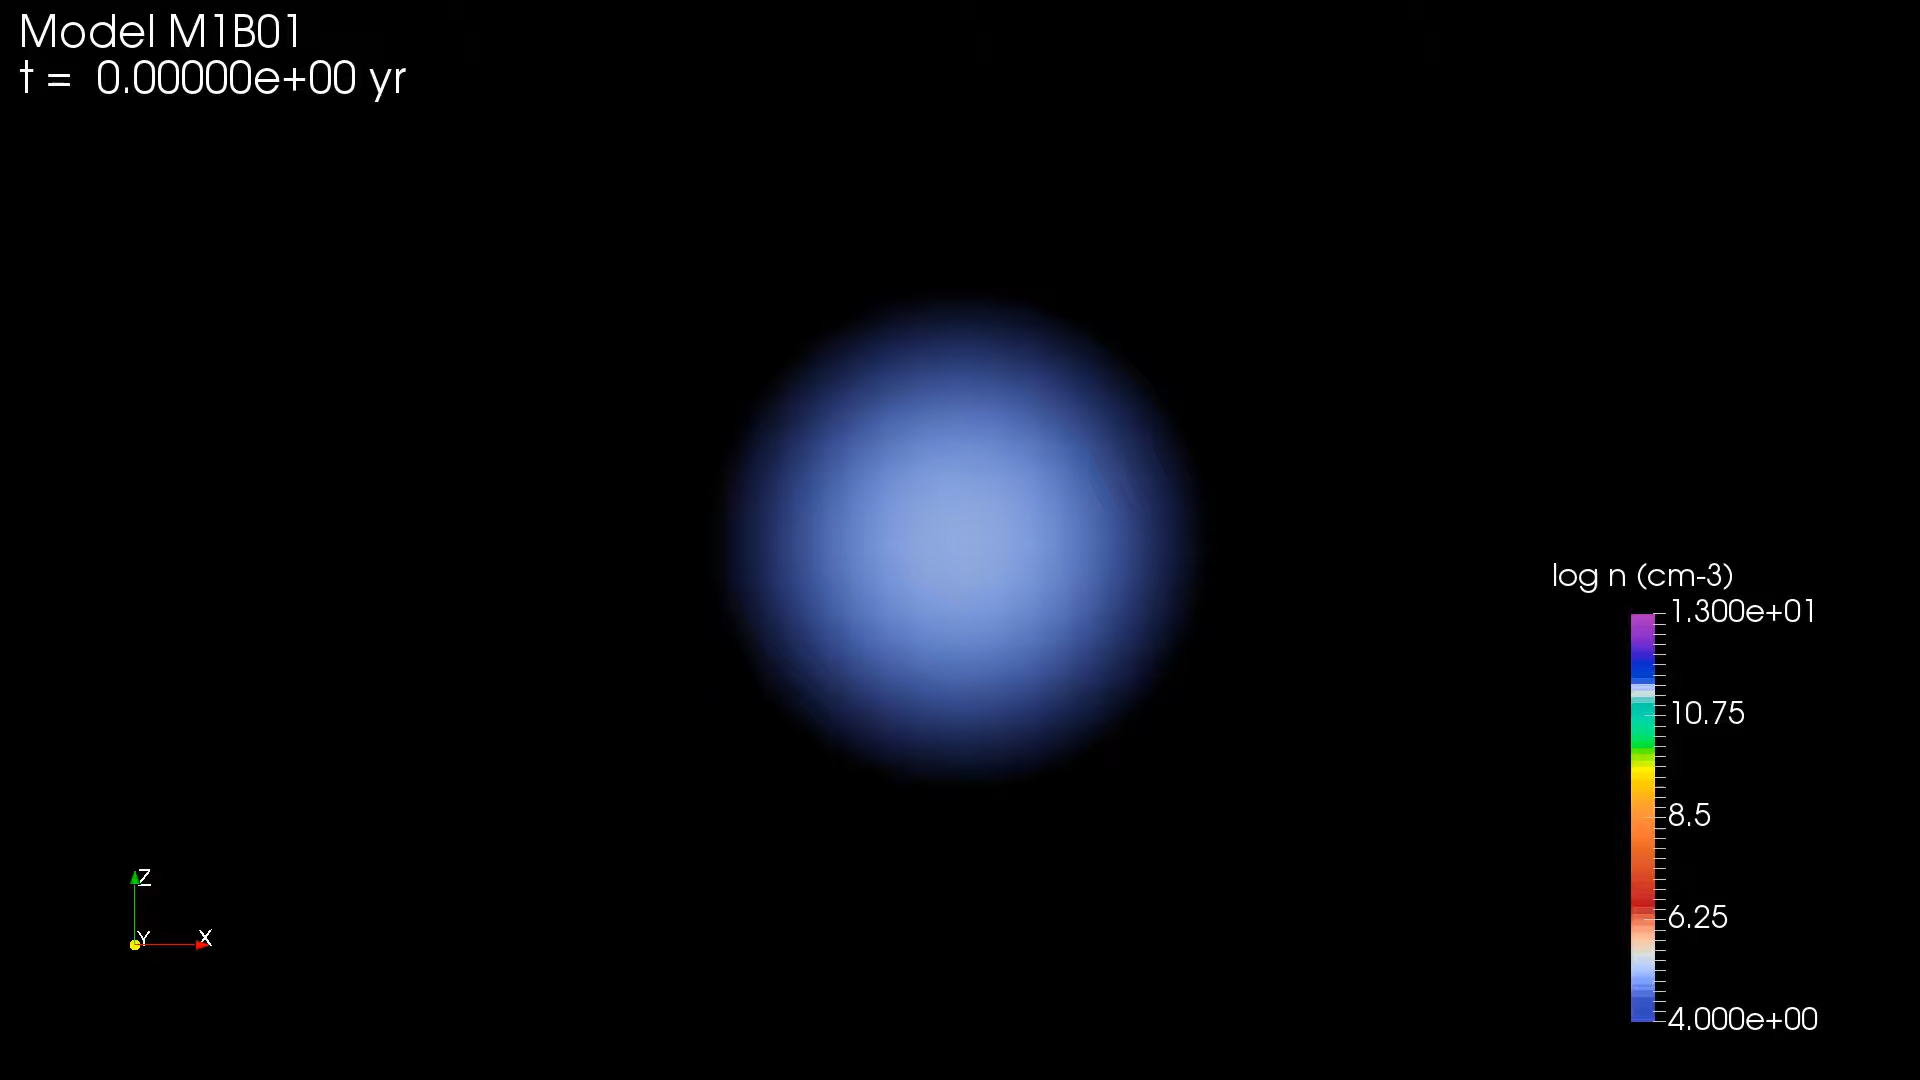 Model M1B01
t = 0.00000e+00 yr
log n (cm-3)
1.300e+01
10.75
8.5
6.25
4.000e+00
Z
Y
X